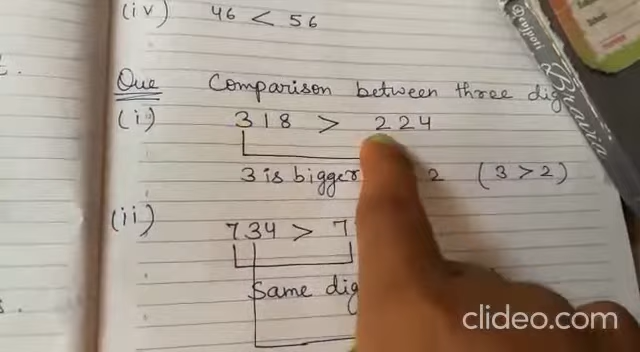 (iv) 46 < 56
Que Comparison between three dig
(i) 318 > 224
3 is bigger 2 (3 > 2)
(ii) 734 > 7
Same dig
clideo.com